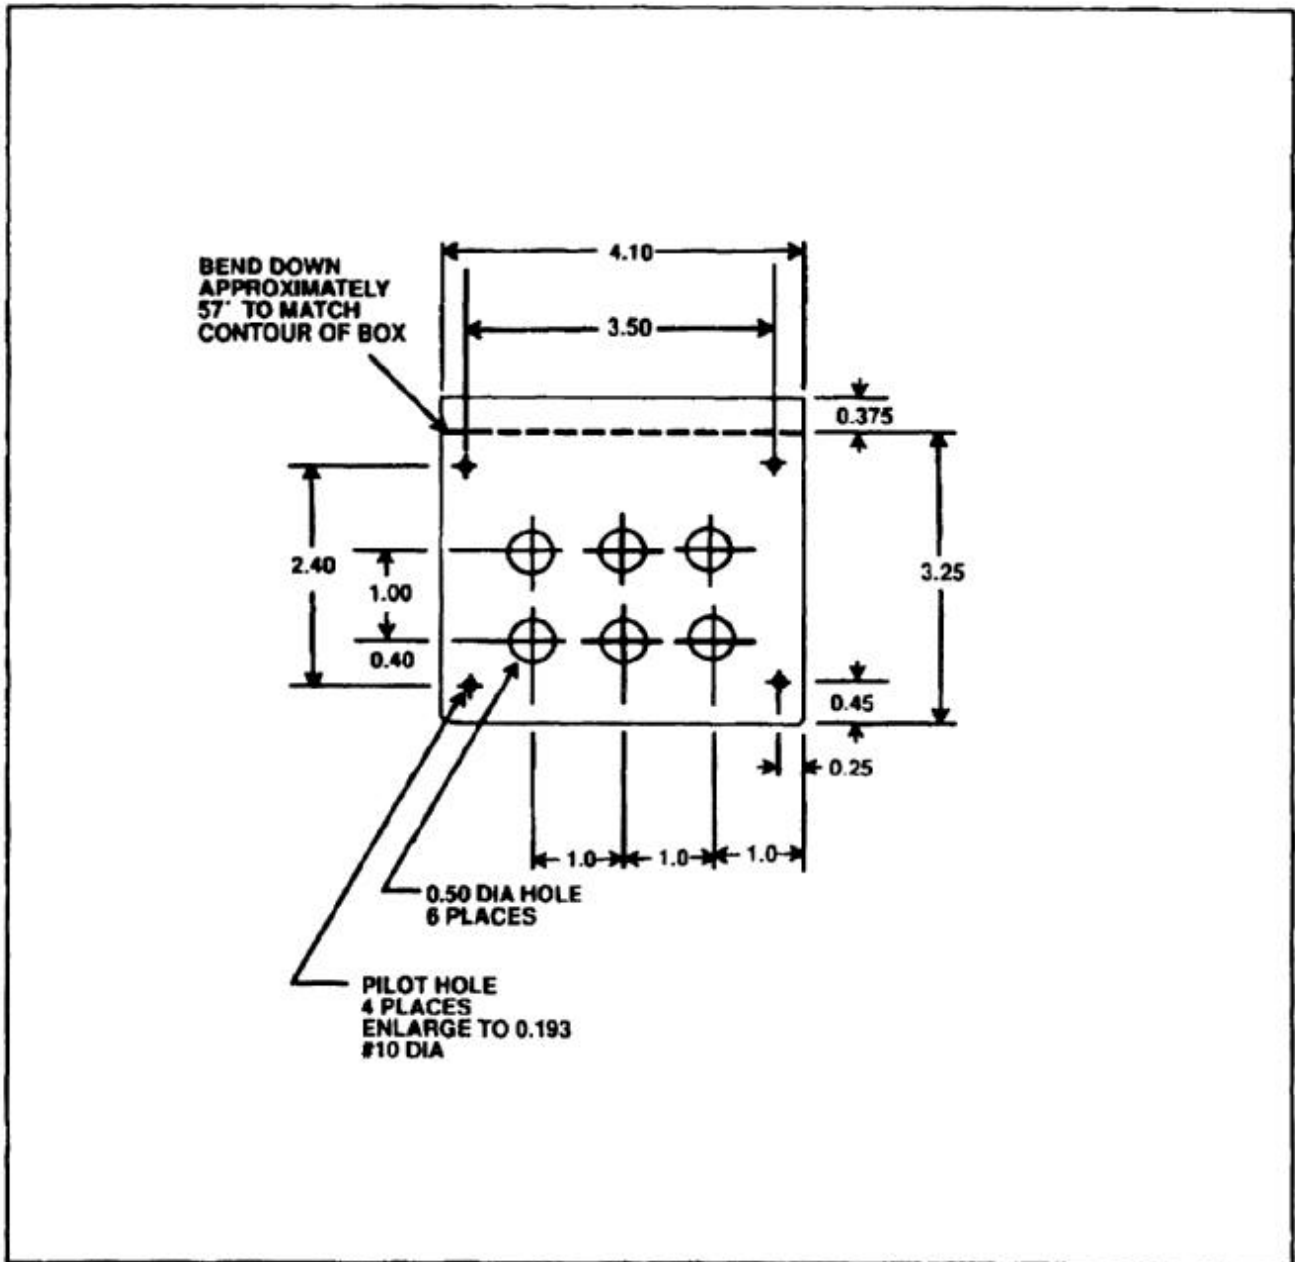 4.10
BEND DOWN
APPROXIMATELY
57° TO MATCH
CONTOUR OF BOX
3.50
0.375
2.40
1.00
3.25
0.40
0.45
0.25
1.0 1.0 1.0
0.50 DIA HOLE
6 PLACES
PILOT HOLE
4 PLACES
ENLARGE TO 0.193
#10 DIA